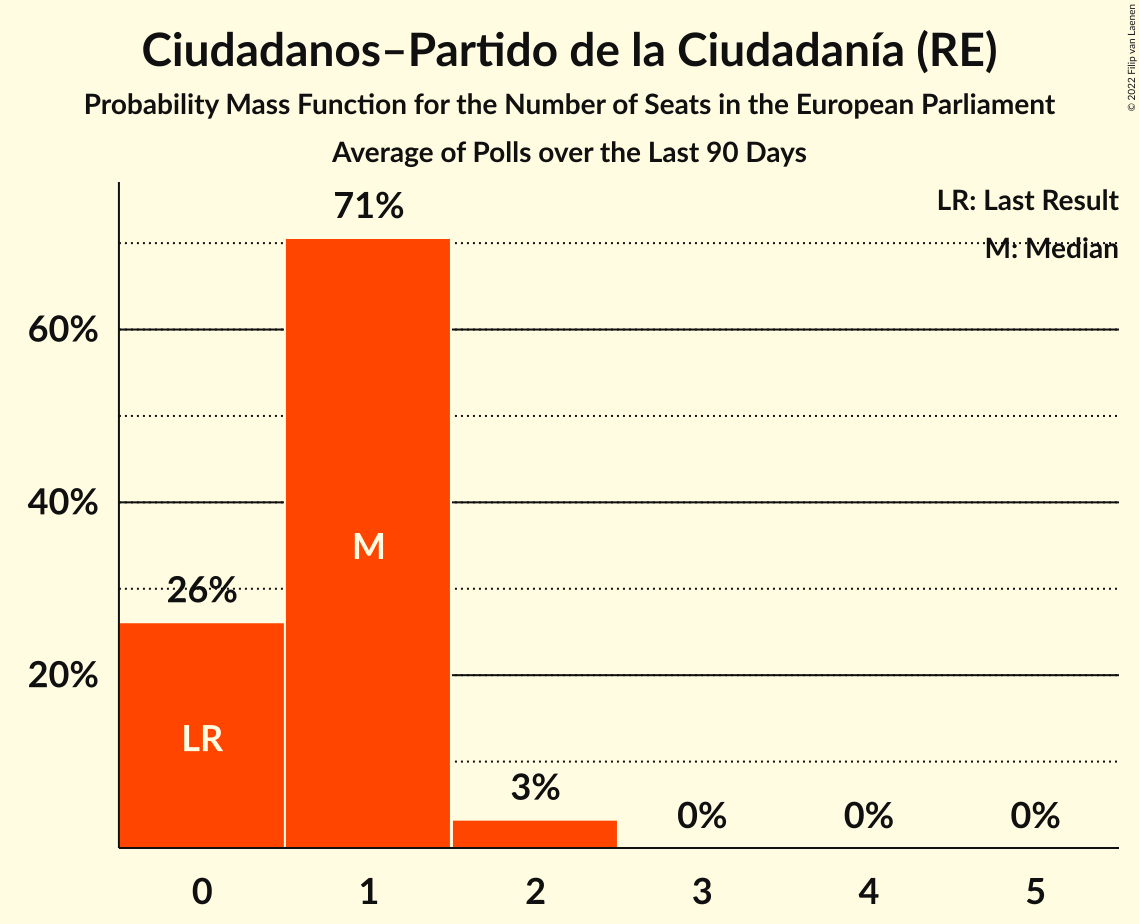 Ciudadanos–Partido de la Ciudadanía (RE)
Probability Mass Function for the Number of Seats in the European Parliament
Average of Polls over the Last 90 Days
© 2022 Filip van Laenen
LR: Last Result
M: Median
71%
60%
40%
M
26%
20%
LR
3%
0%
0%
0%
0
1
2
3
4
5